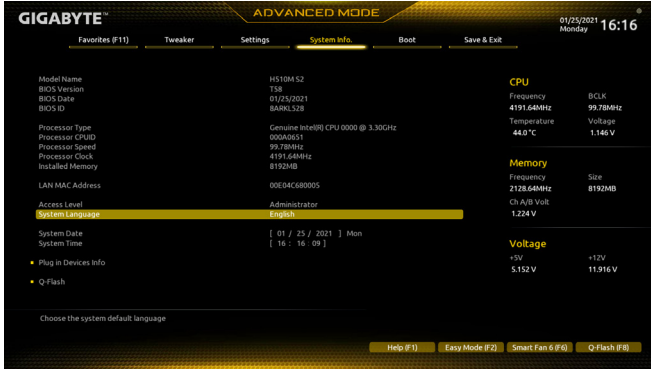 GIGABYTE™
ADVANCED MODE
01/25/2021 16:16
Monday
Favorites (F11) Tweaker Settings System Info. Boot Save & Exit
Model Name H510M S2
BIOS Version T58
BIOS Date 01/25/2021
BIOS ID 8ARKLS28
Processor Type Genuine Intel(R) CPU 0000 @ 3.30GHz
Processor CPUID 000A0651
Processor Speed 99.78MHz
Processor Clock 4191.64MHz
Installed Memory 8192MB
LAN MAC Address 00E04C680005
Access Level Administrator
System Language English
System Date [ 01 / 25 / 2021 ] Mon
System Time [ 16 : 16 : 09 ]
Plug in Devices Info
Q-Flash
CPU
Frequency BCLK
4191.64MHz 99.78MHz
Temperature Voltage
44.0 °C 1.146 V
Memory
Frequency Size
2128.64MHz 8192MB
Ch A/B Volt
1.224 V
Voltage
+5V +12V
5.152 V 11.916 V
Choose the system default language
Help (F1) Easy Mode (F2) Smart Fan 6 (F6) Q-Flash (F8)